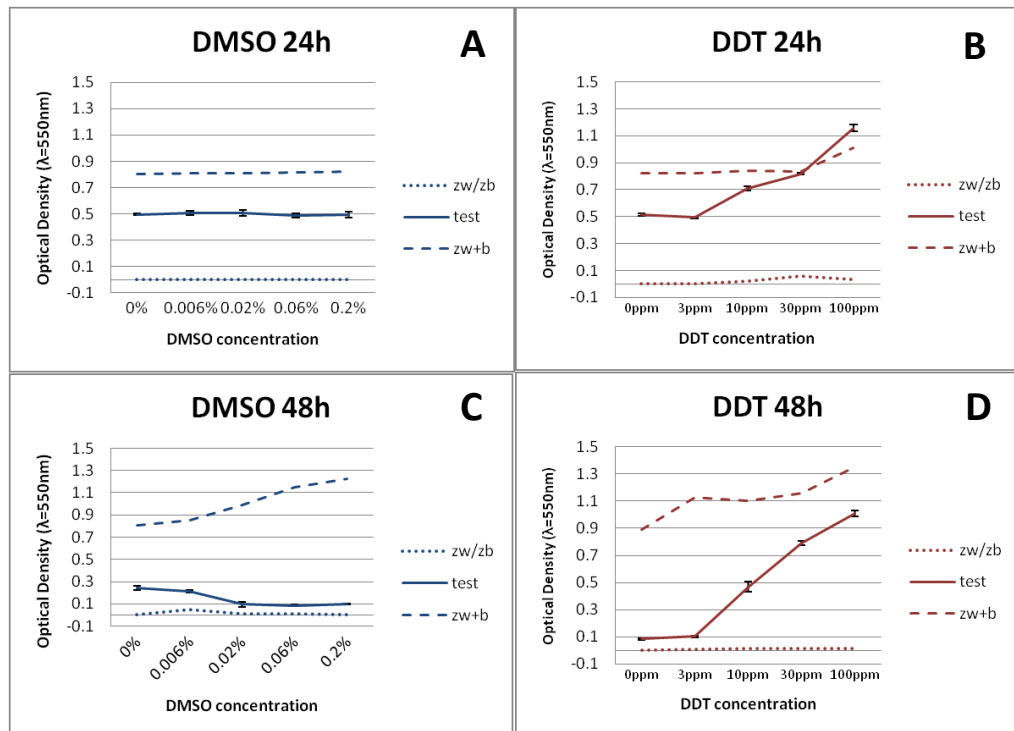 DMSO 24h
A
Optical Density (λ=550nm)
1.5
1.3
1.1
0.9
0.7
0.5
0.3
0.1
-0.1
0% 0.006% 0.02% 0.06% 0.2%
DMSO concentration
zw/zb
test
zw+b
DDT 24h
B
Optical Density (λ=550nm)
1.5
1.3
1.1
0.9
0.7
0.5
0.3
0.1
-0.1
0ppm 3ppm 10ppm 30ppm 100ppm
DDT concentration
zw/zb
test
zw+b
DMSO 48h
C
Optical Density (λ=550nm)
1.5
1.3
1.1
0.9
0.7
0.5
0.3
0.1
-0.1
0% 0.006% 0.02% 0.06% 0.2%
DMSO concentration
zw/zb
test
zw+b
DDT 48h
D
Optical Density (λ=550nm)
1.5
1.3
1.1
0.9
0.7
0.5
0.3
0.1
-0.1
0ppm 3ppm 10ppm 30ppm 100ppm
DDT concentration
zw/zb
test
zw+b